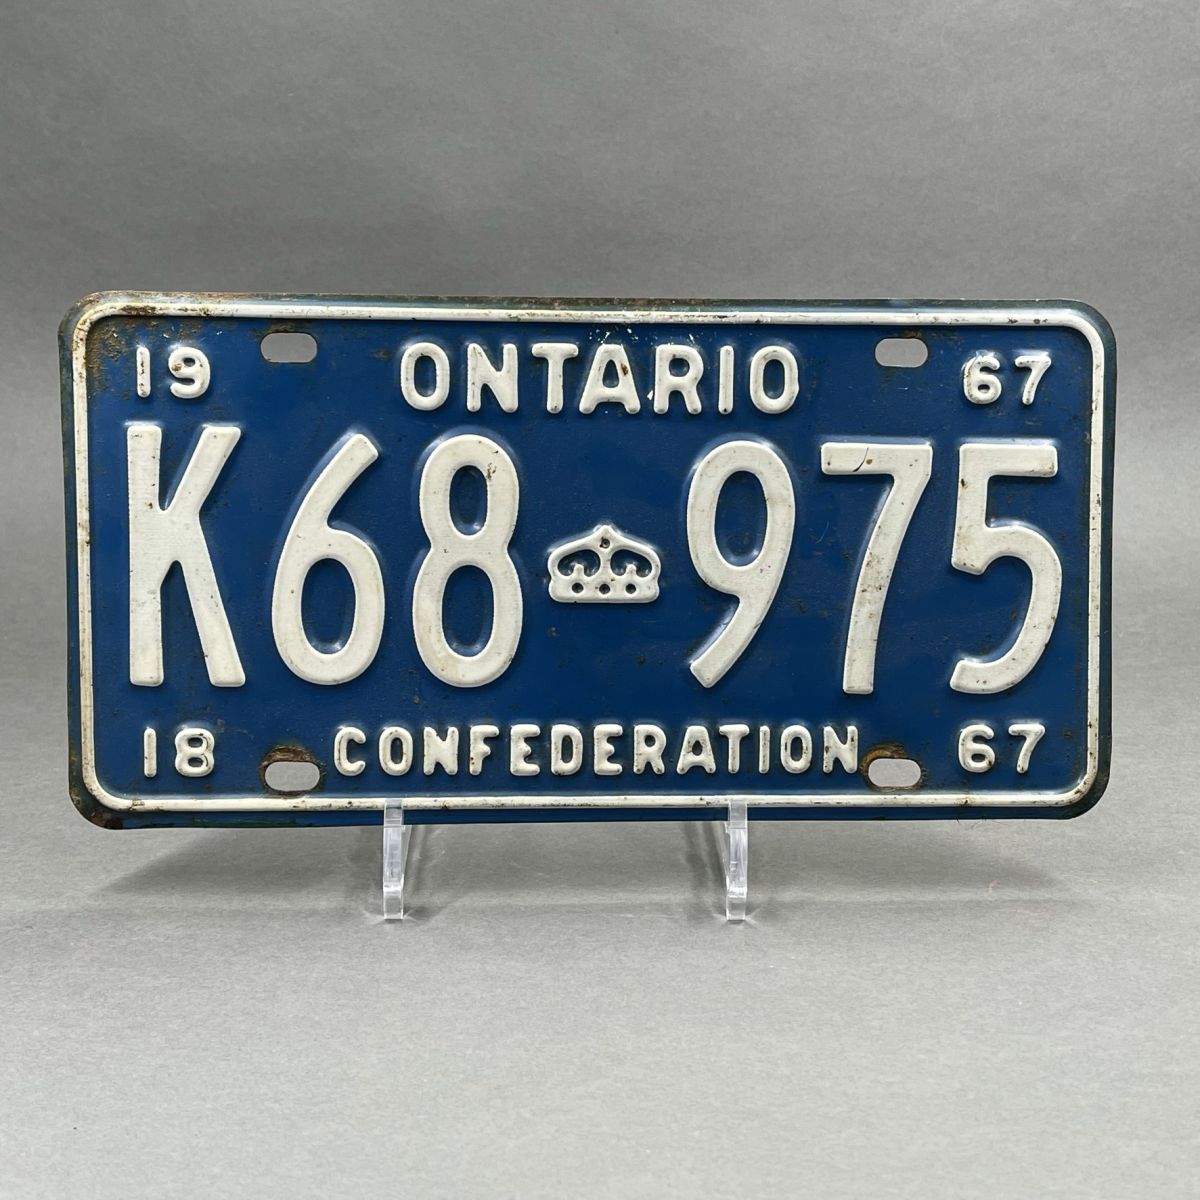 19 ONTARIO 67
K68 975
18 CONFEDERATION 67